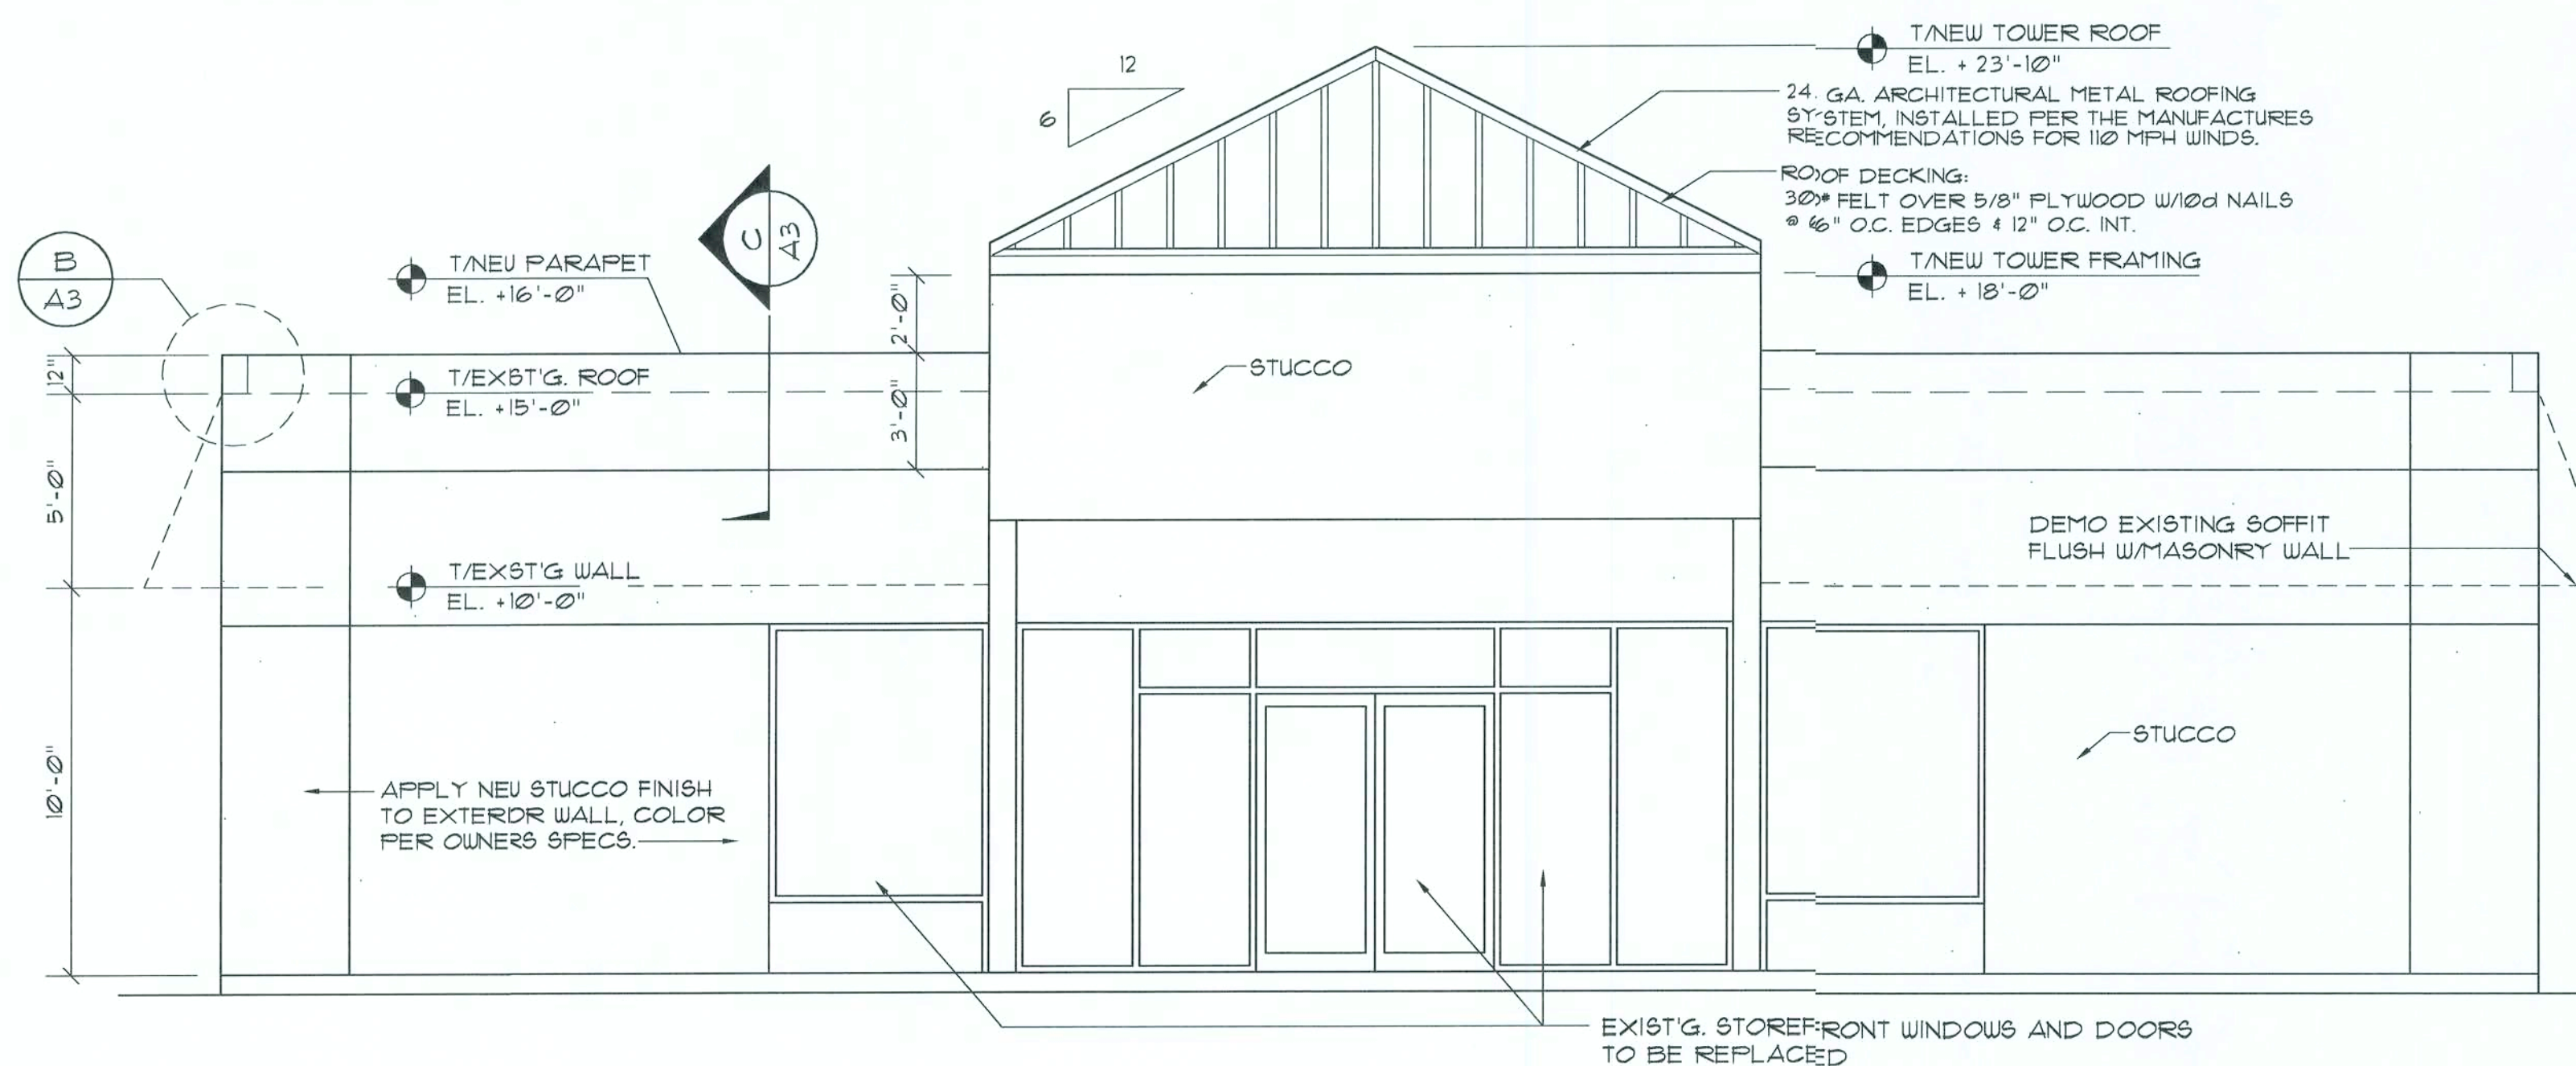 T/NEW TOWER ROOF
EL. + 23'-10"
12
6
24. GA. ARCHITECTURAL METAL ROOFING
SYSTEM, INSTALLED PER THE MANUFACTURES
RECOMMENDATIONS FOR 110 MPH WINDS.
ROOF DECKING:
30# FELT OVER 5/8" PLYWOOD W/10d NAILS
@ 6" O.C. EDGES & 12" O.C. INT.
T/NEW TOWER FRAMING
EL. + 18'-0"
B
A3
C
A3
T/NEU PARAPET
EL. +16'-0"
2'-0"
3'-0"
12"
5'-0"
10'-0"
T/EXST'G. ROOF
EL. +15'-0"
STUCCO
T/EXST'G WALL
EL. +10'-0"
DEMO EXISTING SOFFIT
FLUSH W/MASONRY WALL
STUCCO
APPLY NEU STUCCO FINISH
TO EXTERIOR WALL, COLOR
PER OWNERS SPECS.
EXIST'G. STOREFRONT WINDOWS AND DOORS
TO BE REPLACED